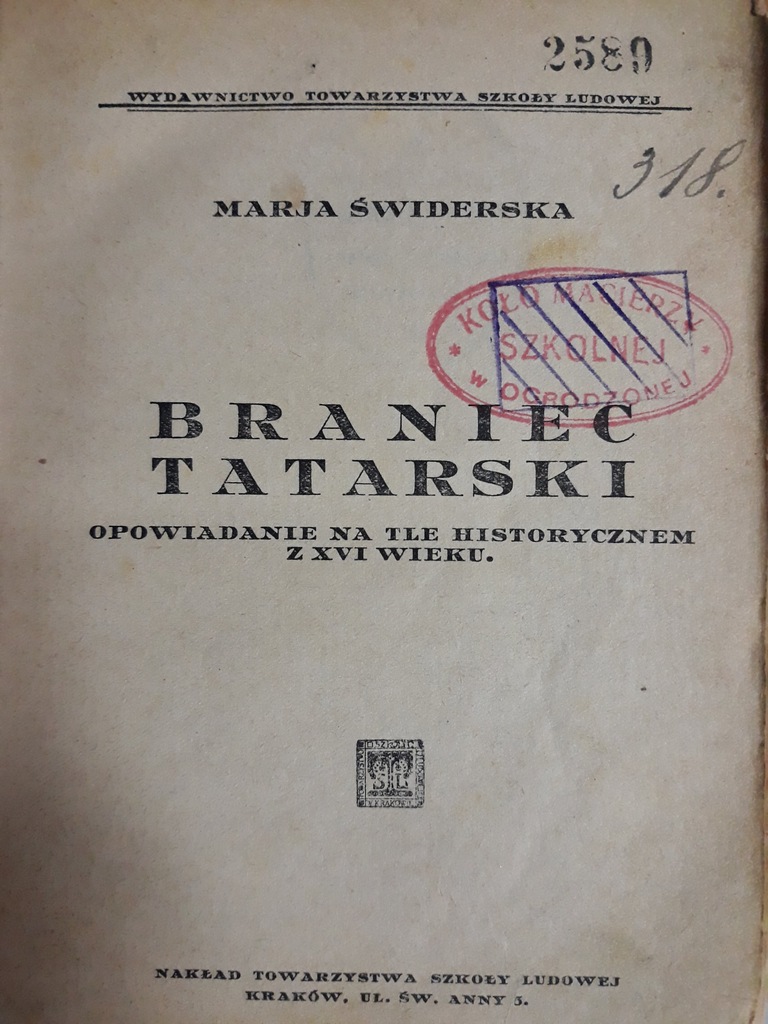 2589
WYDAWNICTWO TOWARZYSTWA SZKOŁY LUDOWEJ
318.
MARJA ŚWIDERSKA
KOŁO MACIERZY
SZKOLNEJ
W OGRODZONEJ
BRANIEC
TATARSKI
OPOWIADANIE NA TLE HISTORYCZNEM
Z XVI WIEKU.
TSL
NAKŁAD TOWARZYSTWA SZKOŁY LUDOWEJ
KRAKÓW, UL. ŚW. ANNY 5.